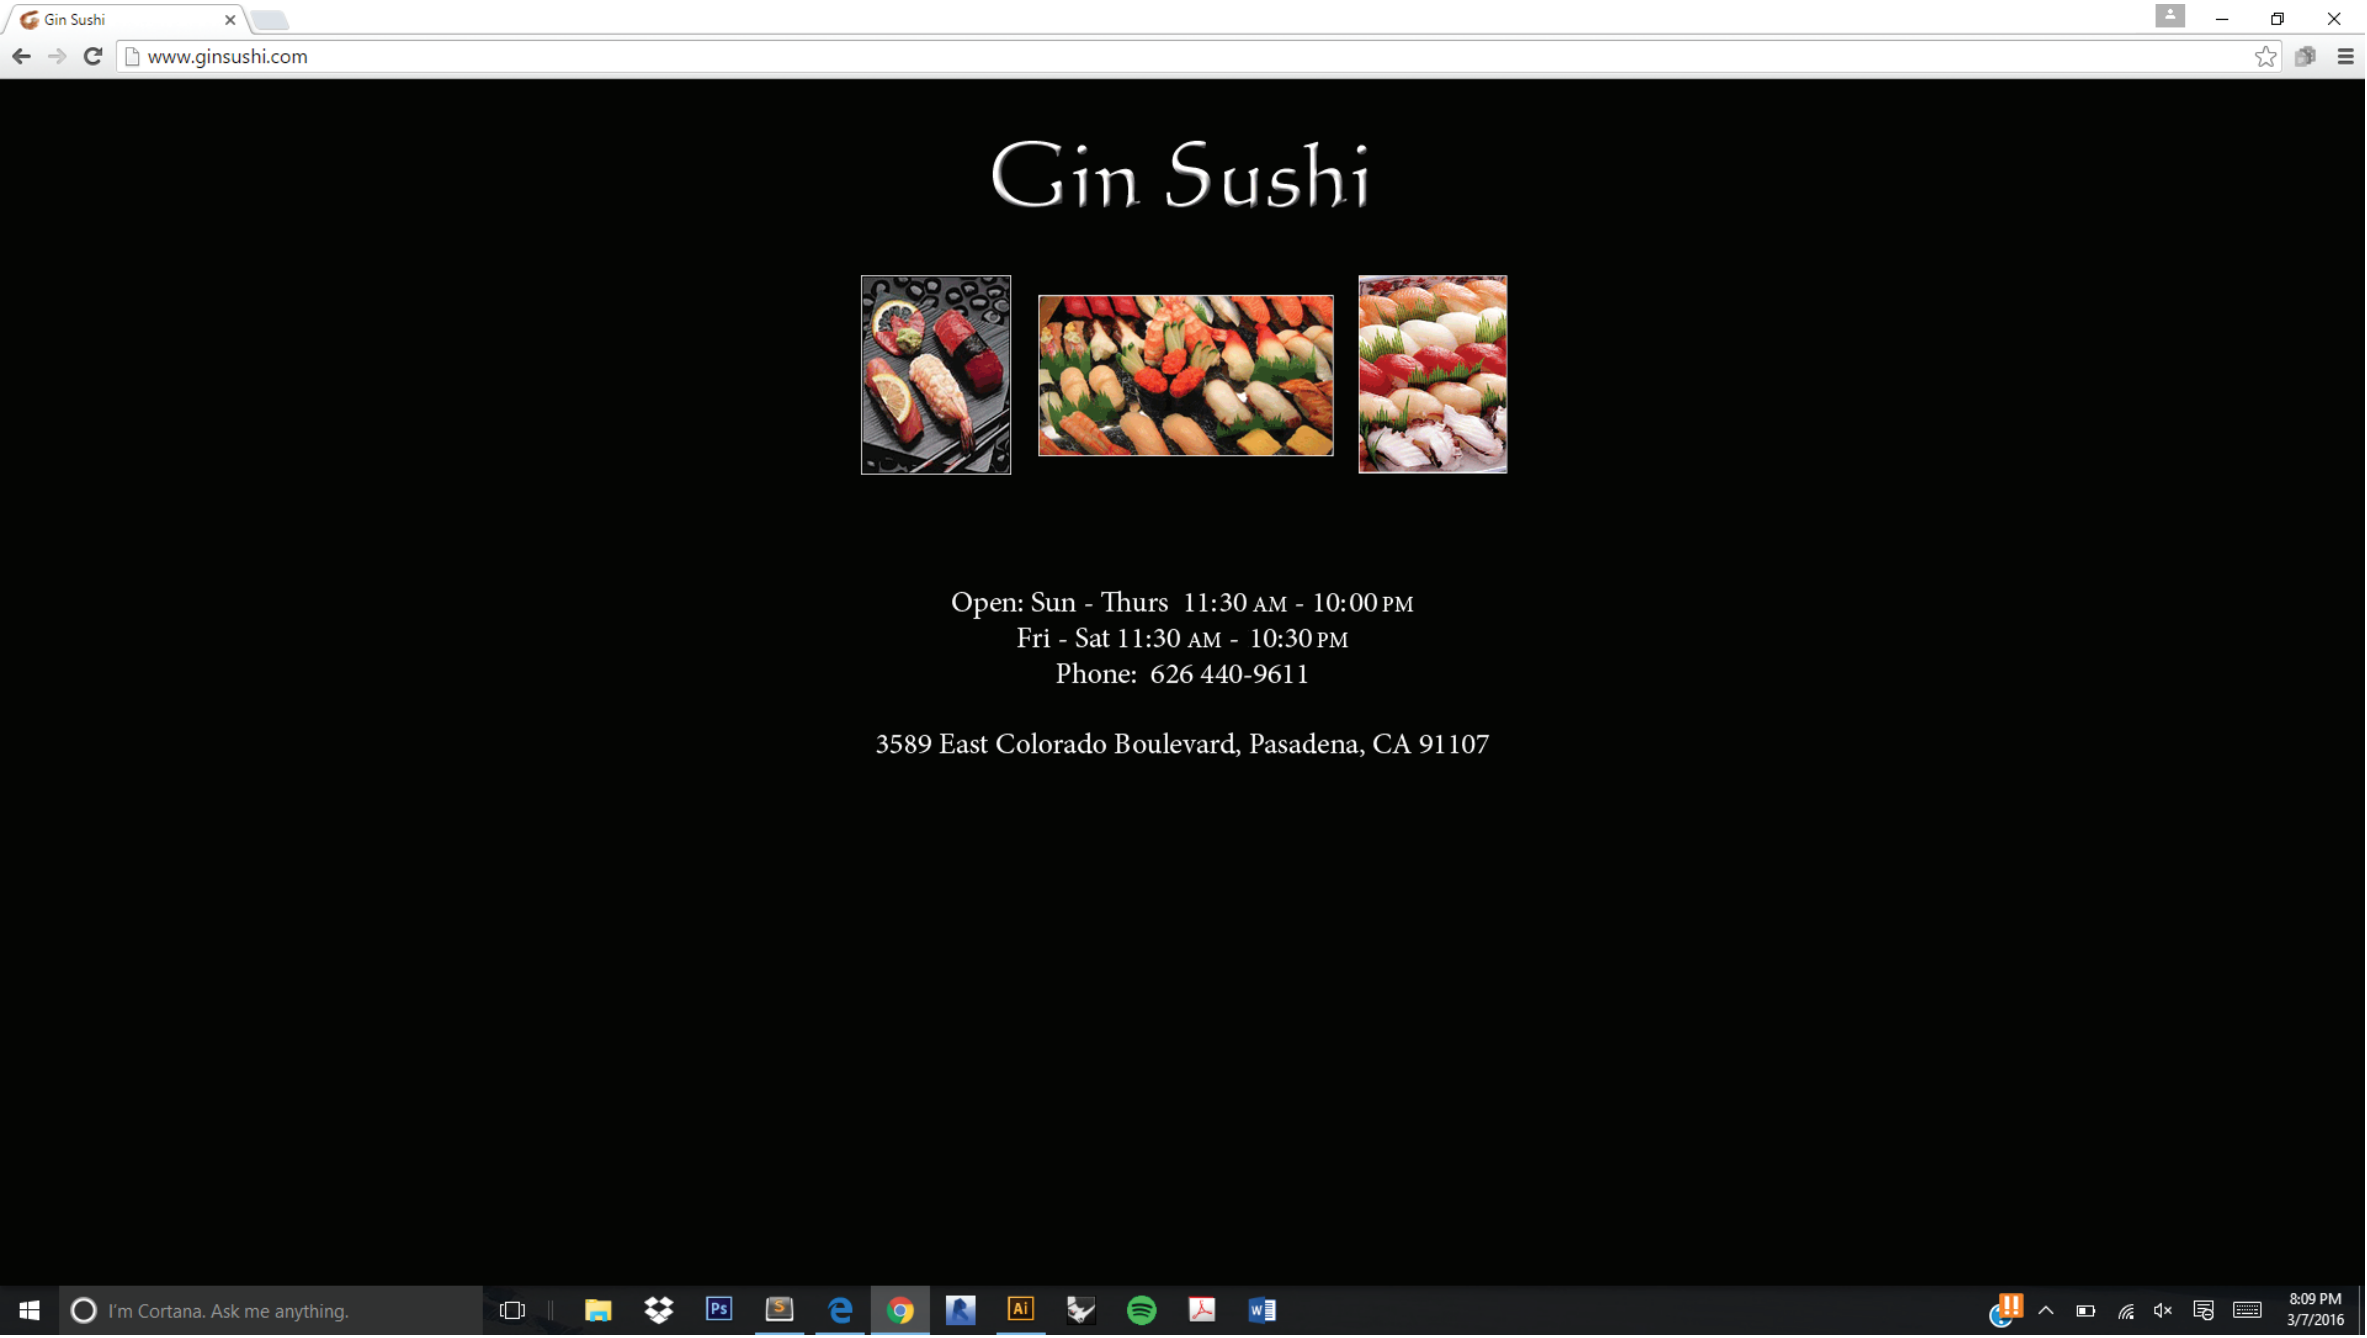 Gin Sushi
www.ginsushi.com
Gin Sushi
Open: Sun - Thurs 11:30 AM - 10:00 PM
Fri - Sat 11:30 AM - 10:30 PM
Phone: 626 440-9611
3589 East Colorado Boulevard, Pasadena, CA 91107
I'm Cortana. Ask me anything.
Ps
S
Ai
W
8:09 PM
3/7/2016